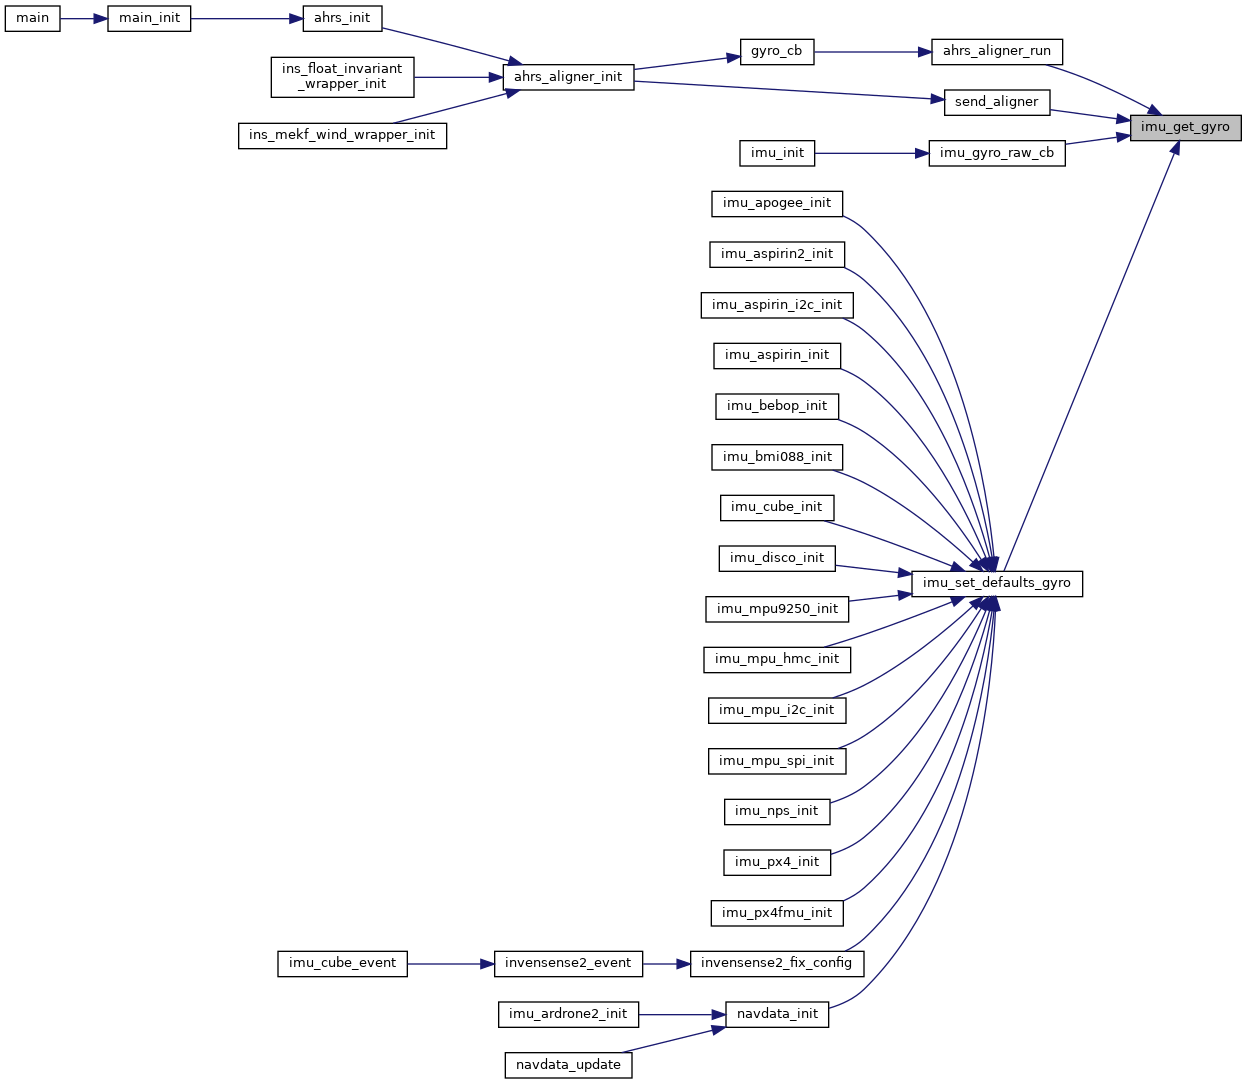 main
main_init
ahrs_init
ins_float_invariant
_wrapper_init
ins_mekf_wind_wrapper_init
ahrs_aligner_init
gyro_cb
ahrs_aligner_run
send_aligner
imu_get_gyro
imu_init
imu_gyro_raw_cb
imu_apogee_init
imu_aspirin2_init
imu_aspirin_i2c_init
imu_aspirin_init
imu_bebop_init
imu_bmi088_init
imu_cube_init
imu_disco_init
imu_set_defaults_gyro
imu_mpu9250_init
imu_mpu_hmc_init
imu_mpu_i2c_init
imu_mpu_spi_init
imu_nps_init
imu_px4_init
imu_px4fmu_init
imu_cube_event
invensense2_event
invensense2_fix_config
imu_ardrone2_init
navdata_init
navdata_update